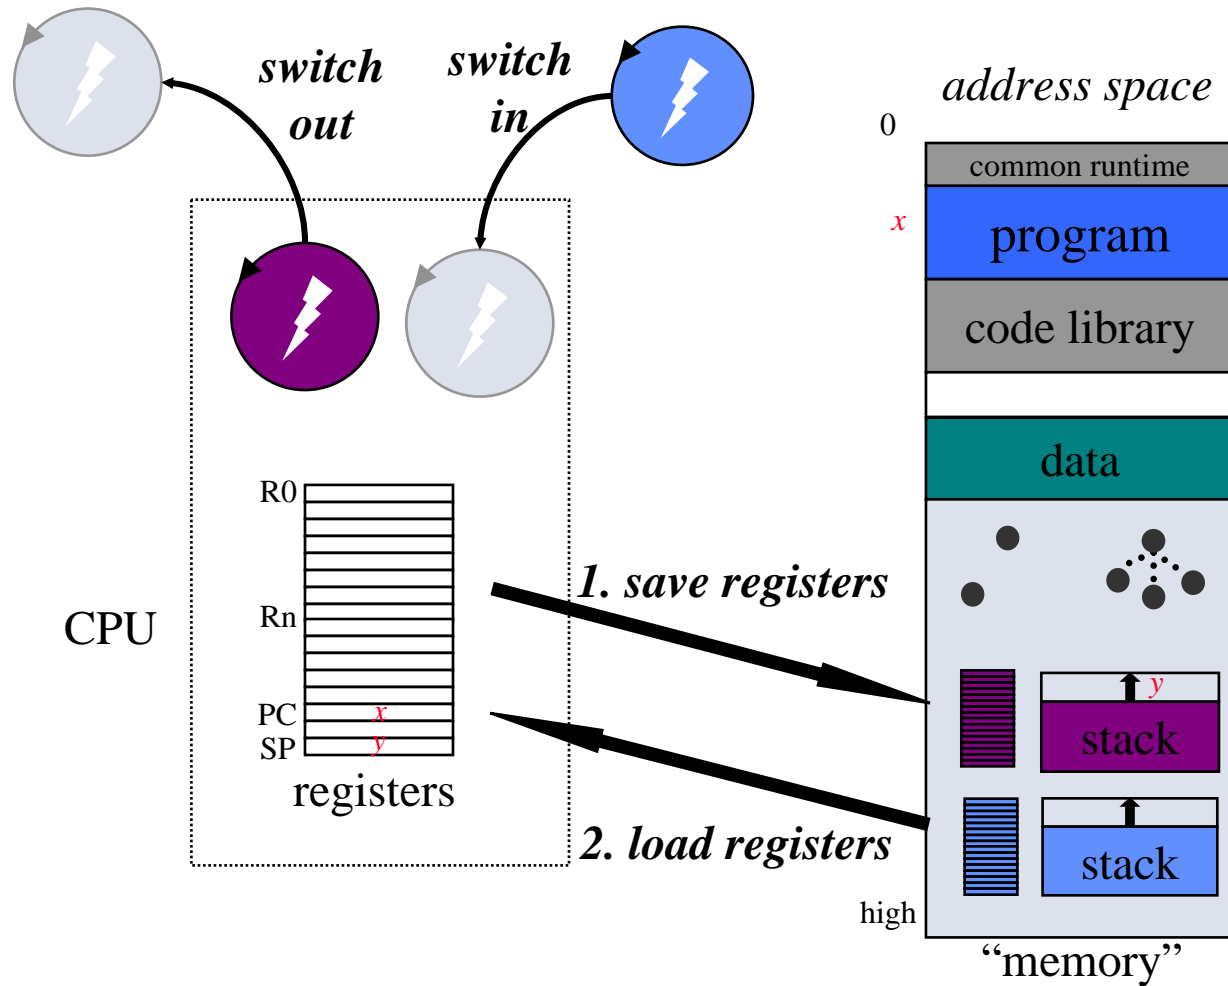 switch
out
switch
in
address space
0
common runtime
x
program
code library
data
R0
Rn
CPU
PC
x
SP
y
registers
1. save registers
2. load registers
y
stack
stack
high
“memory”